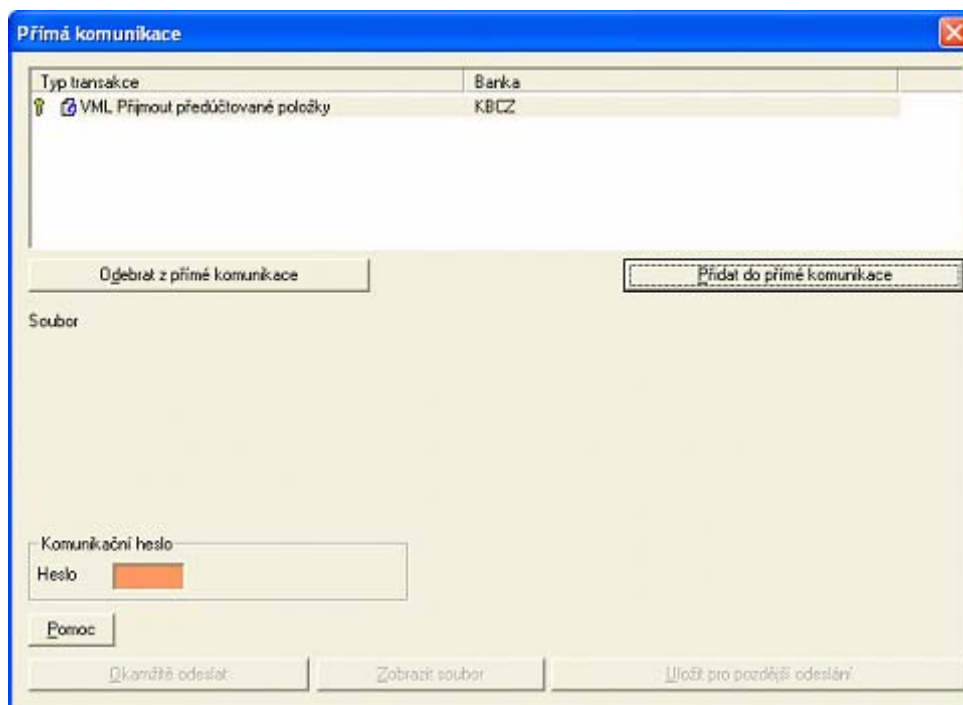 Přímá komunikace
Typ transakce Banka
VML Přijmout předúčtované položky KBCZ
Odebrat z přímé komunikace Přidat do přímé komunikace
Soubor
Komunikační heslo
Heslo
Pomoc
Okamžitě odeslat Zobrazit soubor Uložit pro pozdější odeslání